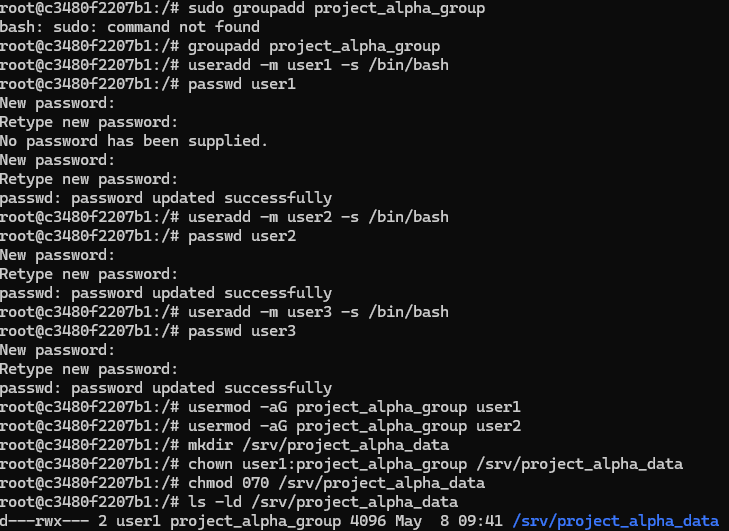 root@c3480f2207b1:/# sudo groupadd project_alpha_group
bash: sudo: command not found
root@c3480f2207b1:/# groupadd project_alpha_group
root@c3480f2207b1:/# useradd -m user1 -s /bin/bash
root@c3480f2207b1:/# passwd user1
New password:
Retype new password:
No password has been supplied.
New password:
Retype new password:
passwd: password updated successfully
root@c3480f2207b1:/# useradd -m user2 -s /bin/bash
root@c3480f2207b1:/# passwd user2
New password:
Retype new password:
passwd: password updated successfully
root@c3480f2207b1:/# useradd -m user3 -s /bin/bash
root@c3480f2207b1:/# passwd user3
New password:
Retype new password:
passwd: password updated successfully
root@c3480f2207b1:/# usermod -aG project_alpha_group user1
root@c3480f2207b1:/# usermod -aG project_alpha_group user2
root@c3480f2207b1:/# mkdir /srv/project_alpha_data
root@c3480f2207b1:/# chown user1:project_alpha_group /srv/project_alpha_data
root@c3480f2207b1:/# chmod 070 /srv/project_alpha_data
root@c3480f2207b1:/# ls -ld /srv/project_alpha_data
d---rwx--- 2 user1 project_alpha_group 4096 May  8 09:41 /srv/project_alpha_data